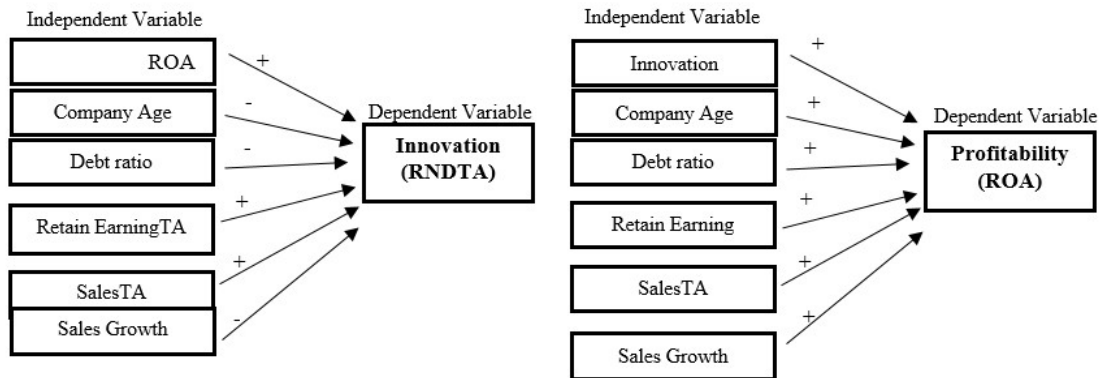 Independent Variable
ROA
+
Company Age
-
Debt ratio
-
Retain EarningTA
+
SalesTA
+
Sales Growth
-
Dependent Variable
Innovation
(RNDTA)
Independent Variable
Innovation
+
Company Age
+
Debt ratio
+
Retain Earning
+
SalesTA
+
Sales Growth
+
Dependent Variable
Profitability
(ROA)